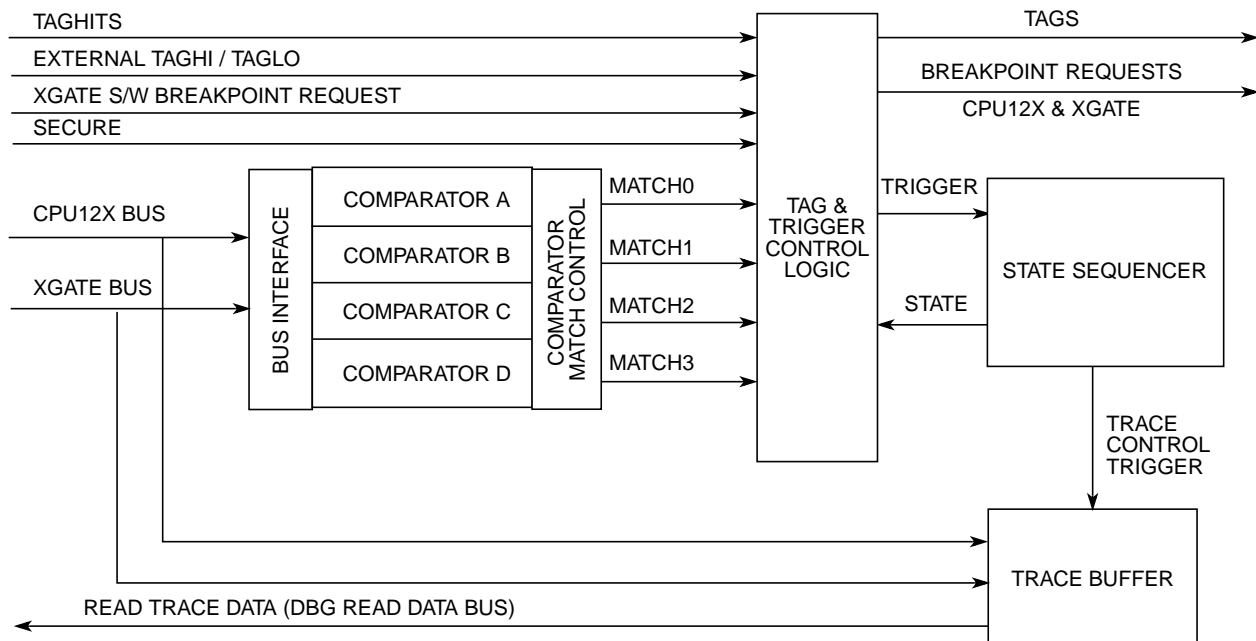 TAGHITS
TAGS
EXTERNAL TAGHI / TAGLO
BREAKPOINT REQUESTS
XGATE S/W BREAKPOINT REQUEST
CPU12X & XGATE
SECURE
CPU12X BUS
XGATE BUS
BUS INTERFACE
COMPARATOR A
COMPARATOR B
COMPARATOR C
COMPARATOR D
COMPARATOR
MATCH CONTROL
MATCH0
MATCH1
MATCH2
MATCH3
TAG &
TRIGGER
CONTROL
LOGIC
TRIGGER
STATE
STATE SEQUENCER
TRACE
CONTROL
TRIGGER
TRACE BUFFER
READ TRACE DATA (DBG READ DATA BUS)